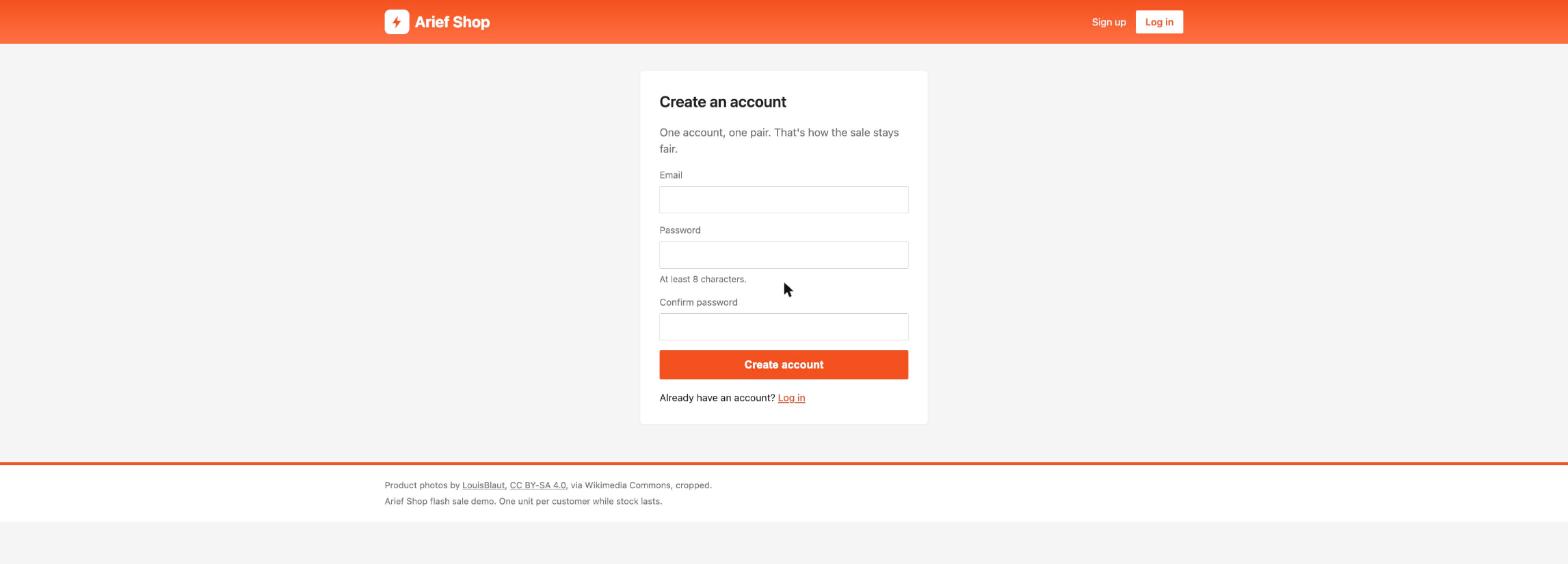 Arief Shop
Sign up
Log in
Create an account
One account, one pair. That's how the sale stays
fair.
Email
Password
At least 8 characters.
Confirm password
Create account
Already have an account? Log in
Product photos by LouisBlaut, CC BY-SA 4.0, via Wikimedia Commons, cropped.
Arief Shop flash sale demo. One unit per customer while stock lasts.